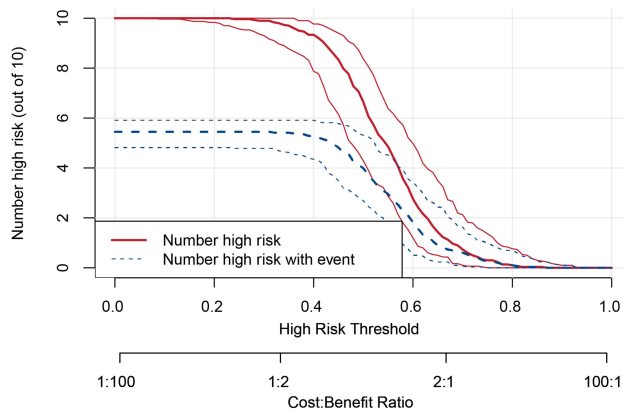 Number high risk (out of 10)
10
8
6
4
2
0
Number high risk
Number high risk with event
0.0 0.2 0.4 0.6 0.8 1.0
High Risk Threshold
1:100 1:2 2:1 100:1
Cost:Benefit Ratio